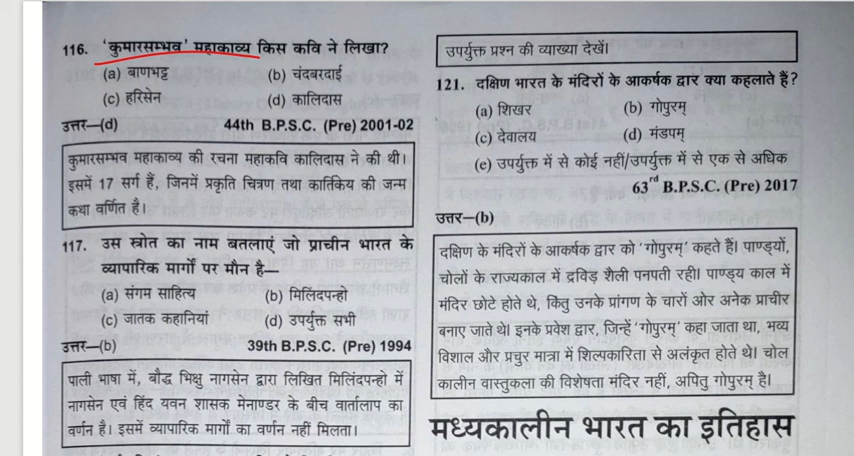 116. 'कुमारसम्भव' महाकाव्य किस कवि ने लिखा?
(a) बाणभट्ट (b) चंदबरदाई
(c) हरिसेन (d) कालिदास
उत्तर—(d) 44th B.P.S.C. (Pre) 2001-02
कुमारसम्भव महाकाव्य की रचना महाकवि कालिदास ने की थी।
इसमें 17 सर्ग हैं, जिनमें प्रकृति चित्रण तथा कार्तिकेय की जन्म
कथा वर्णित है।
117. उस स्त्रोत का नाम बतलाएं जो प्राचीन भारत के
व्यापारिक मार्गों पर मौन है—
(a) संगम साहित्य (b) मिलिंदपन्हो
(c) जातक कहानियां (d) उपर्युक्त सभी
उत्तर—(b) 39th B.P.S.C. (Pre) 1994
पाली भाषा में, बौद्ध भिक्षु नागसेन द्वारा लिखित मिलिंदपन्हो में
नागसेन एवं हिंद यवन शासक मेनाण्डर के बीच वार्तालाप का
वर्णन है। इसमें व्यापारिक मार्गों का वर्णन नहीं मिलता।
उपर्युक्त प्रश्न की व्याख्या देखें।
121. दक्षिण भारत के मंदिरों के आकर्षक द्वार क्या कहलाते हैं?
(a) शिखर (b) गोपुरम्
(c) देवालय (d) मंडपम्
(e) उपर्युक्त में से कोई नहीं/उपर्युक्त में से एक से अधिक
63rd B.P.S.C. (Pre) 2017
उत्तर—(b)
दक्षिण के मंदिरों के आकर्षक द्वार को 'गोपुरम्' कहते हैं। पाण्ड्यों,
चोलों के राज्यकाल में द्रविड़ शैली पनपती रही। पाण्ड्य काल में
मंदिर छोटे होते थे, किंतु उनके प्रांगण के चारों ओर अनेक प्राचीर
बनाए जाते थे। इनके प्रवेश द्वार, जिन्हें 'गोपुरम्' कहा जाता था, भव्य
विशाल और प्रचुर मात्रा में शिल्पकारिता से अलंकृत होते थे। चोल
कालीन वास्तुकला की विशेषता मंदिर नहीं, अपितु गोपुरम् है।
मध्यकालीन भारत का इतिहास